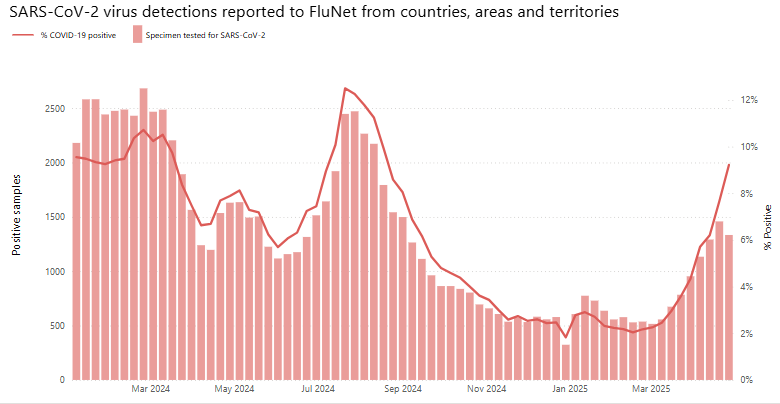 SARS-CoV-2 virus detections reported to FluNet from countries, areas and territories
% COVID-19 positive Specimen tested for SARS-CoV-2
Positive samples
2500
2000
1500
1000
500
0
12%
10%
8%
6%
4%
2%
0%
% Positive
Mar 2024 May 2024 Jul 2024 Sep 2024 Nov 2024 Jan 2025 Mar 2025